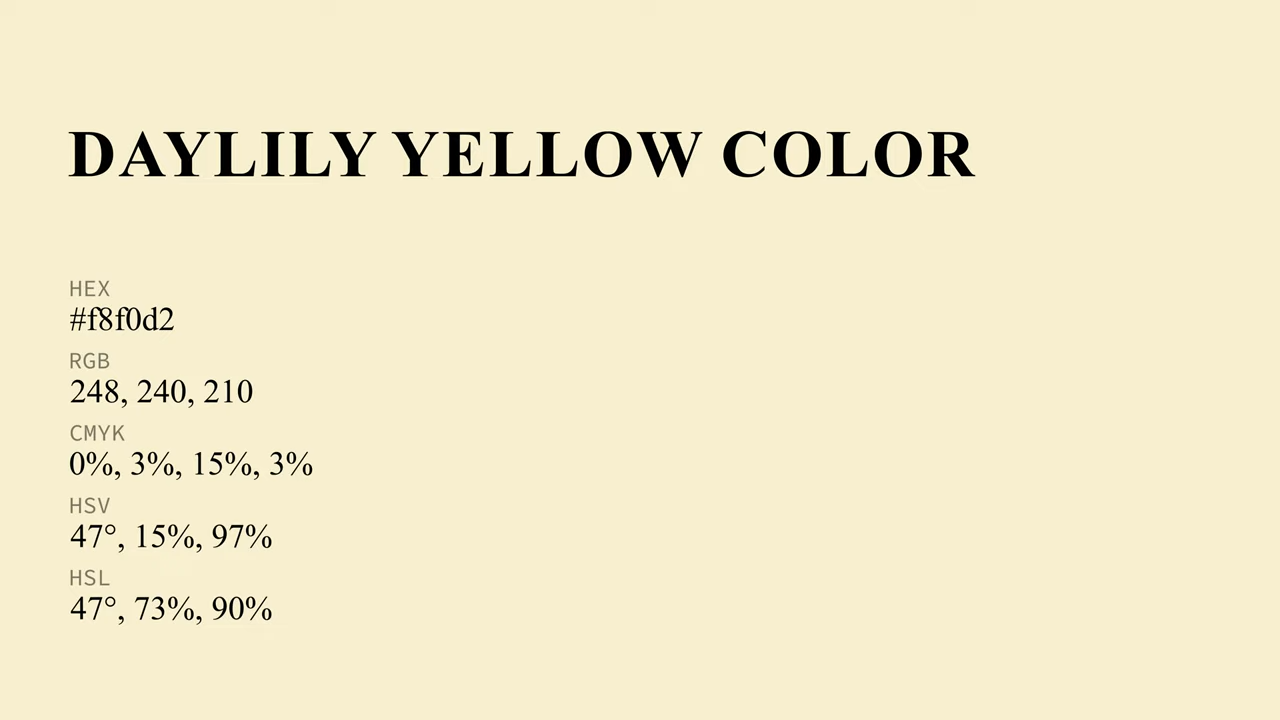 DAYLILY YELLOW COLOR
HEX
#f8f0d2
RGB
248, 240, 210
CMYK
0%, 3%, 15%, 3%
HSV
47°, 15%, 97%
HSL
47°, 73%, 90%